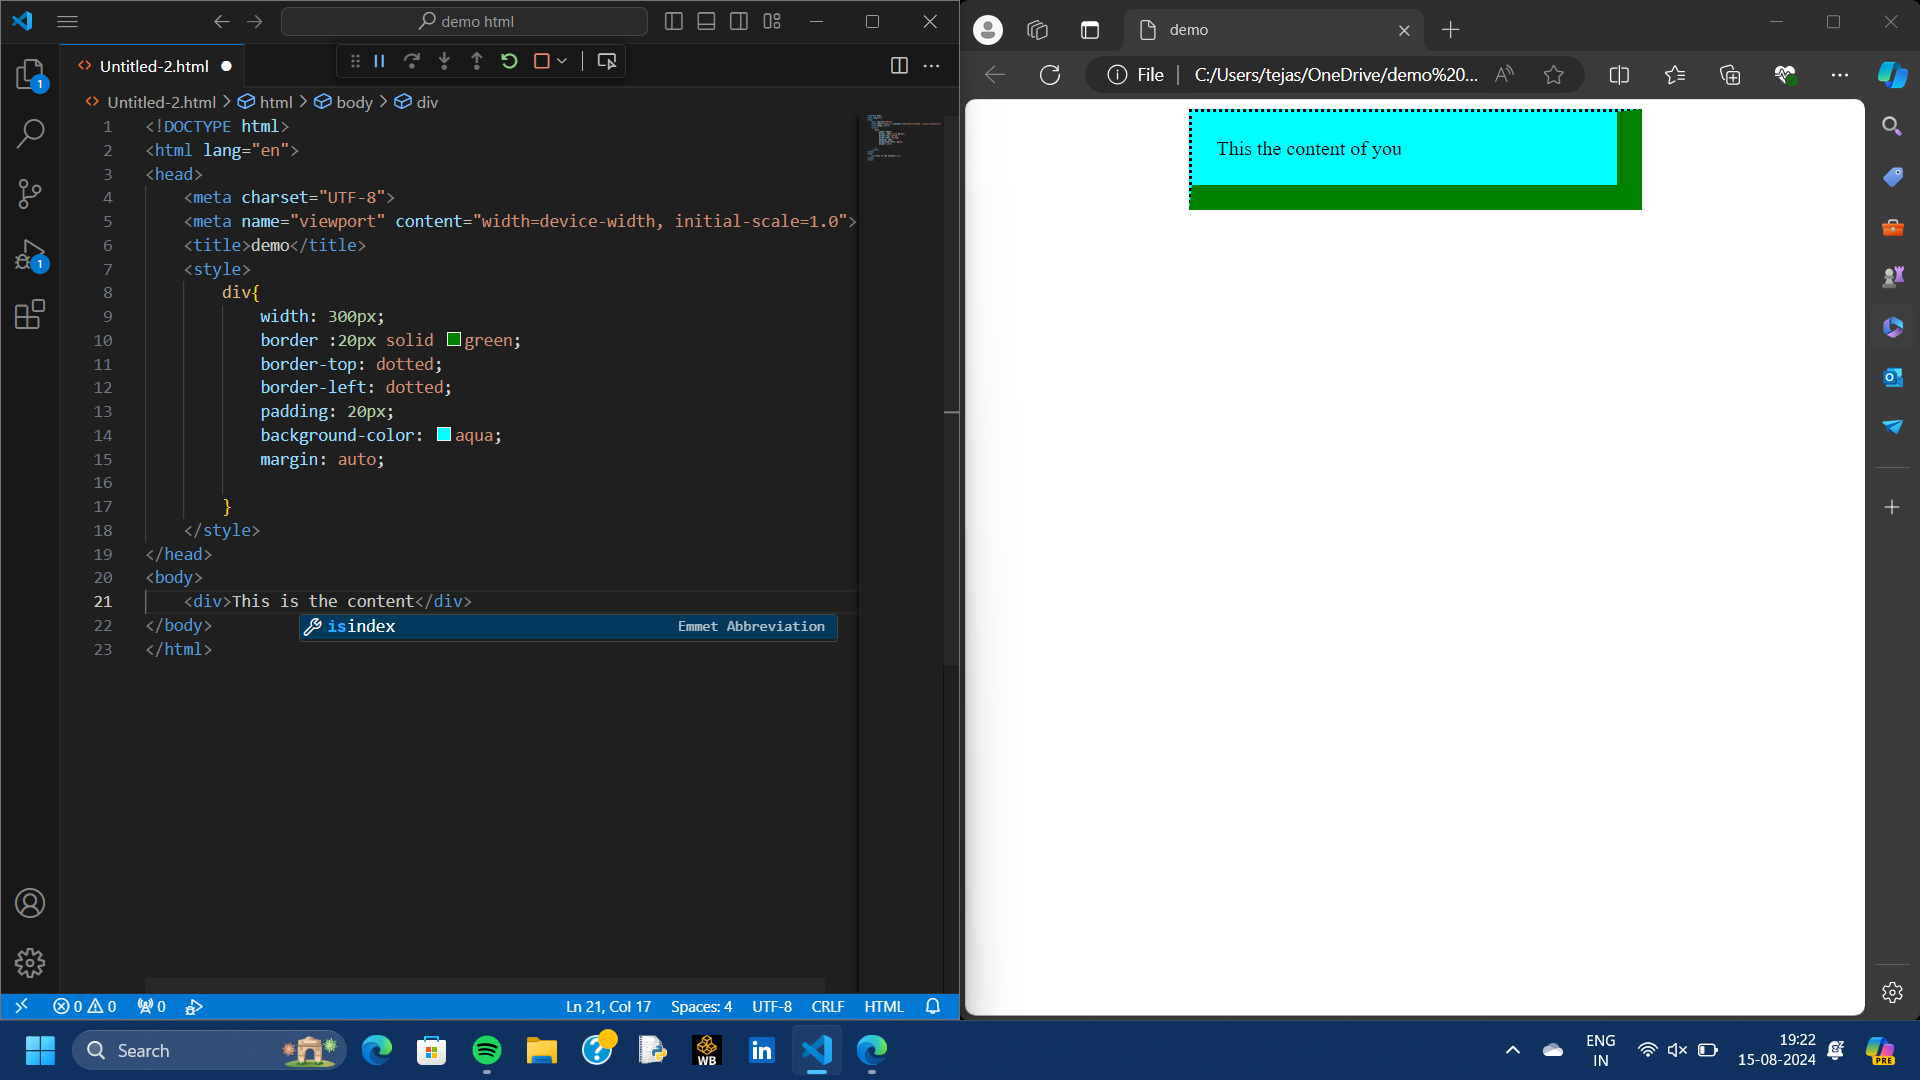 demo html
Untitled-2.html
Untitled-2.html > html > body > div
1 <!DOCTYPE html>
2 <html lang="en">
3 <head>
4 <meta charset="UTF-8">
5 <meta name="viewport" content="width=device-width, initial-scale=1.0">
6 <title>demo</title>
7 <style>
8 div{
9 width: 300px;
10 border :20px solid green;
11 border-top: dotted;
12 border-left: dotted;
13 padding: 20px;
14 background-color: aqua;
15 margin: auto;
16
17 }
18 </style>
19 </head>
20 <body>
21 <div>This is the content</div>
isindex Emmet Abbreviation
22 </body>
23 </html>
1
1
0 0 0
Ln 21, Col 17 Spaces: 4 UTF-8 CRLF HTML
demo
File C:/Users/tejas/OneDrive/demo%20...
This the content of you
Search
WB
in
PRE
ENG
IN
19:22
15-08-2024